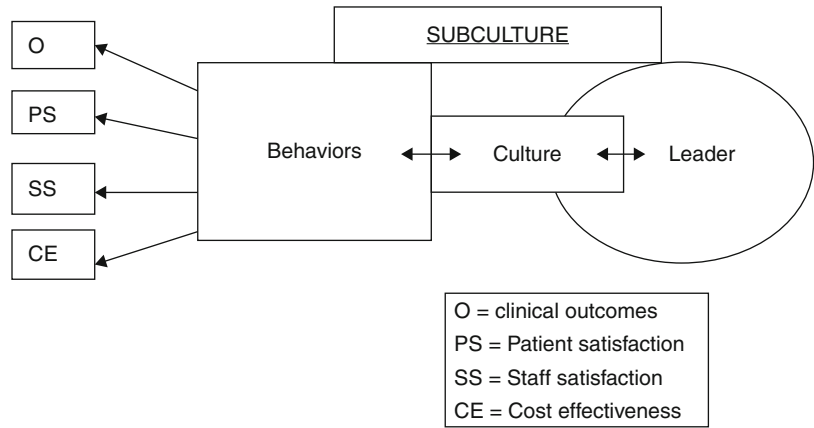 SUBCULTURE
O
PS
SS
CE
Behaviors
Culture
Leader
O = clinical outcomes
PS = Patient satisfaction
SS = Staff satisfaction
CE = Cost effectiveness